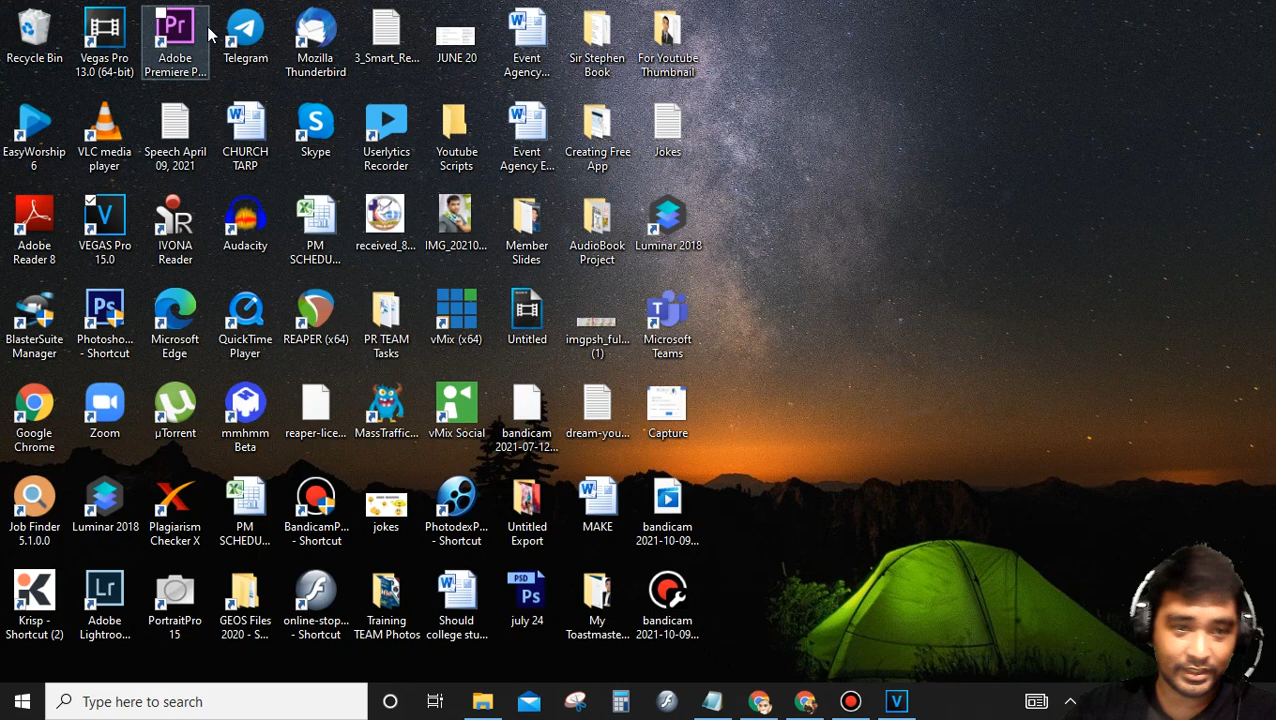 Recycle Bin
Vegas Pro
13.0 (64-bit)
Pr
Adobe
Premiere P...
Telegram
Mozilla
Thunderbird
3_Smart_Re...
JUNE 20
Event
Agency...
Sir Stephen
Book
For Youtube
Thumbnail
EasyWorship
6
VLC media
player
Speech April
09, 2021
CHURCH
TARP
Skype
Userlytics
Recorder
Youtube
Scripts
Event
Agency E...
Creating Free
App
Jokes
Adobe
Reader 8
V
VEGAS Pro
15.0
R
IVONA
Reader
Audacity
PM
SCHEDU...
received_8...
IMG_20210...
Member
Slides
AudioBook
Project
Luminar 2018
BlasterSuite
Manager
Ps
Photosho...
- Shortcut
Microsoft
Edge
QuickTime
Player
REAPER (x64)
PR TEAM
Tasks
vMix (x64)
Untitled
imgpsh_ful...
(1)
Microsoft
Teams
Google
Chrome
Zoom
µTorrent
mmhmm
Beta
reaper-lice...
MassTraffic...
vMix Social
bandicam
2021-07-12...
dream-you...
Capture
Job Finder
5.1.0.0
Luminar 2018
Plagiarism
Checker X
PM
SCHEDU...
BandicamP...
- Shortcut
jokes
PhotodexP...
- Shortcut
Untitled
Export
MAKE
bandicam
2021-10-09...
Krisp -
Shortcut (2)
Lr
Adobe
Lightroo...
PortraitPro
15
GEOS Files
2020 - S...
online-stop...
- Shortcut
Training
TEAM Photos
Should
college stu...
PSD
Ps
july 24
My
Toastmaste...
bandicam
2021-10-09...
Type here to search
V